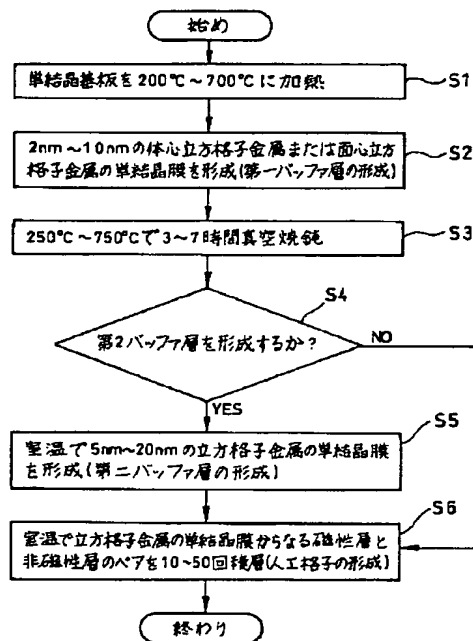 始め
単結晶基板を200℃〜700℃に加熱
S1
2nm〜10nmの体心立方格子金属または面心立方
格子金属の単結晶膜を形成(第一バッファ層の形成)
S2
250℃〜750℃で3〜7時間真空焼鈍
S3
S4
第2バッファ層を形成するか?
NO
YES
室温で5nm〜20nmの立方格子金属の単結晶膜
を形成(第二バッファ層の形成)
S5
室温で立方格子金属の単結晶膜からなる磁性層と
非磁性層のペアを10〜50回積層(人工格子の形成)
S6
終わり